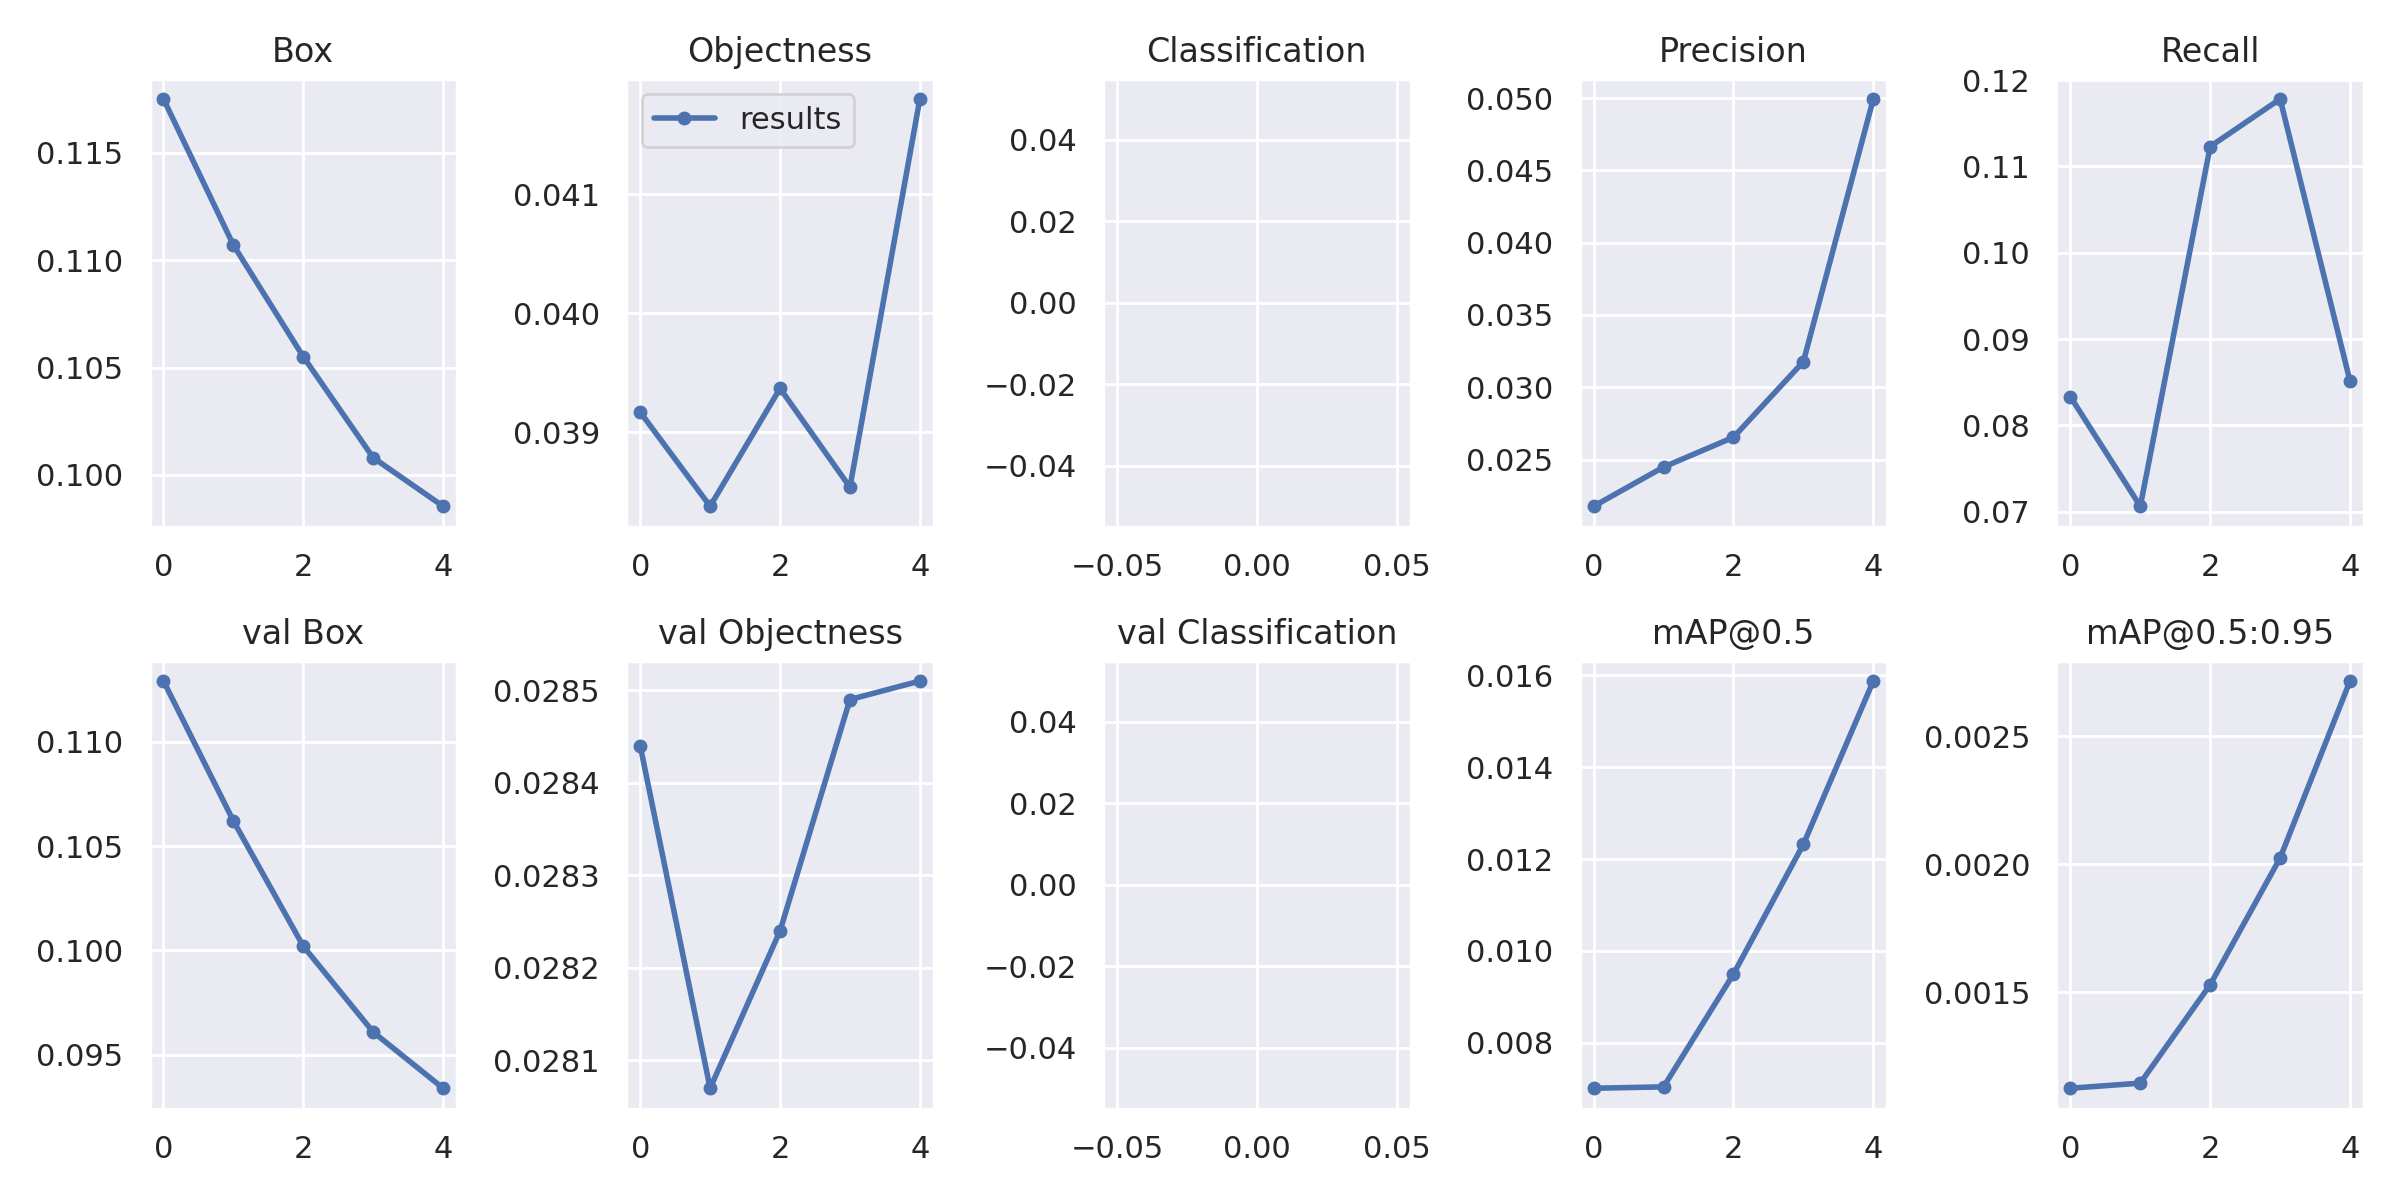 Box
Objectness
Classification
Precision
Recall
0.115
0.110
0.105
0.100
0 2 4
results
0.041
0.040
0.039
0 2 4
0.04
0.02
0.00
−0.02
−0.04
−0.05 0.00 0.05
0.050
0.045
0.040
0.035
0.030
0.025
0 2 4
0.12
0.11
0.10
0.09
0.08
0.07
0 2 4
val Box
val Objectness
val Classification
mAP@0.5
mAP@0.5:0.95
0.110
0.105
0.100
0.095
0 2 4
0.0285
0.0284
0.0283
0.0282
0.0281
0 2 4
0.04
0.02
0.00
−0.02
−0.04
−0.05 0.00 0.05
0.016
0.014
0.012
0.010
0.008
0 2 4
0.0025
0.0020
0.0015
0 2 4